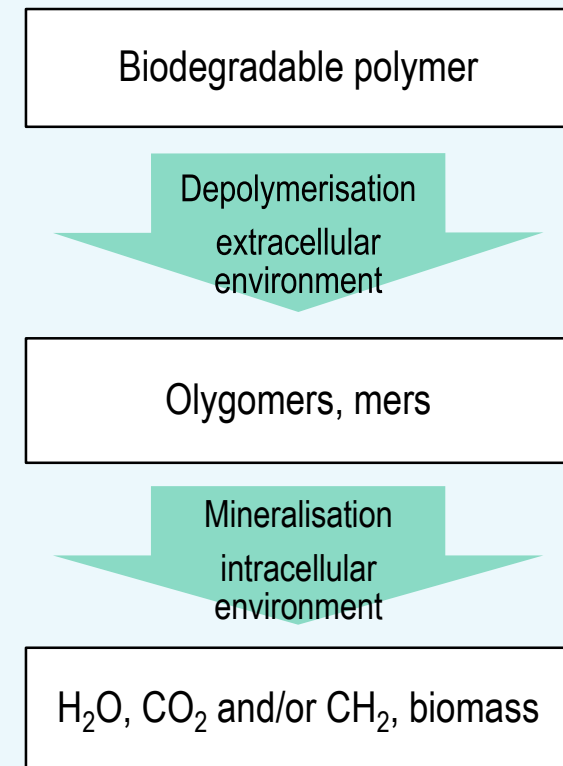 Biodegradable polymer
Depolymerisation
extracellular
environment
Olygomers, mers
Mineralisation
intracellular
environment
H₂O, CO₂ and/or CH₂, biomass